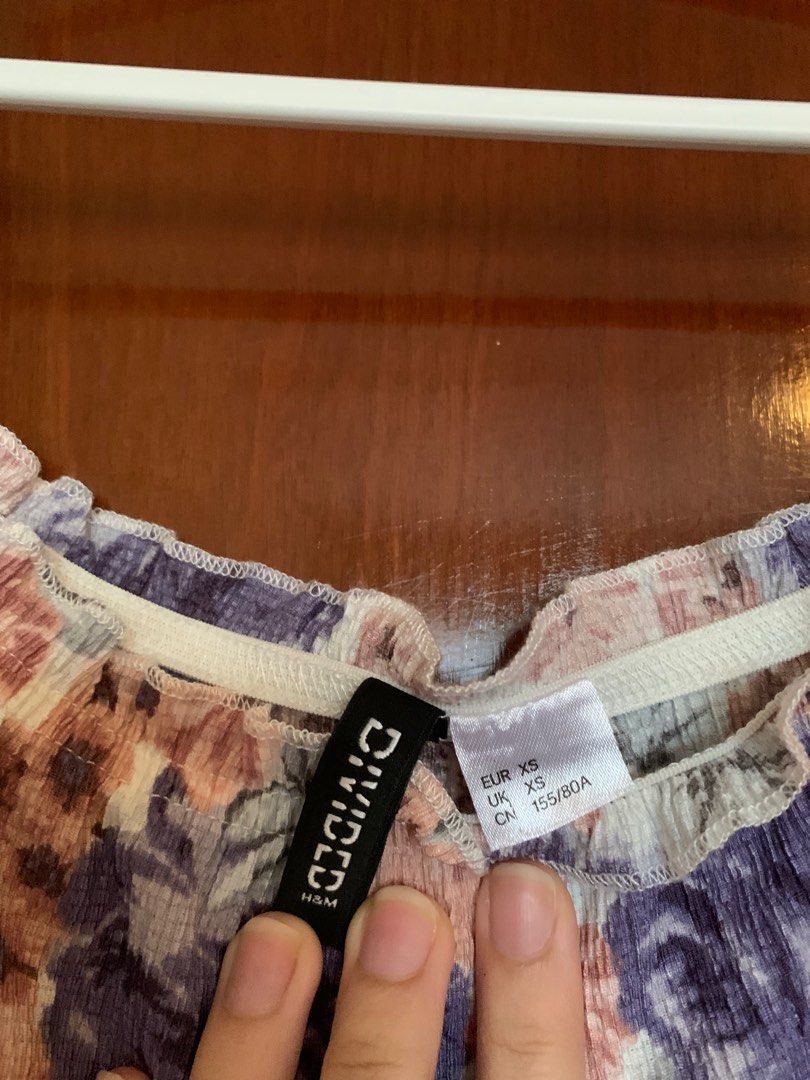 DIVIDED
H&M
EUR XS
UK XS
CN 155/80A